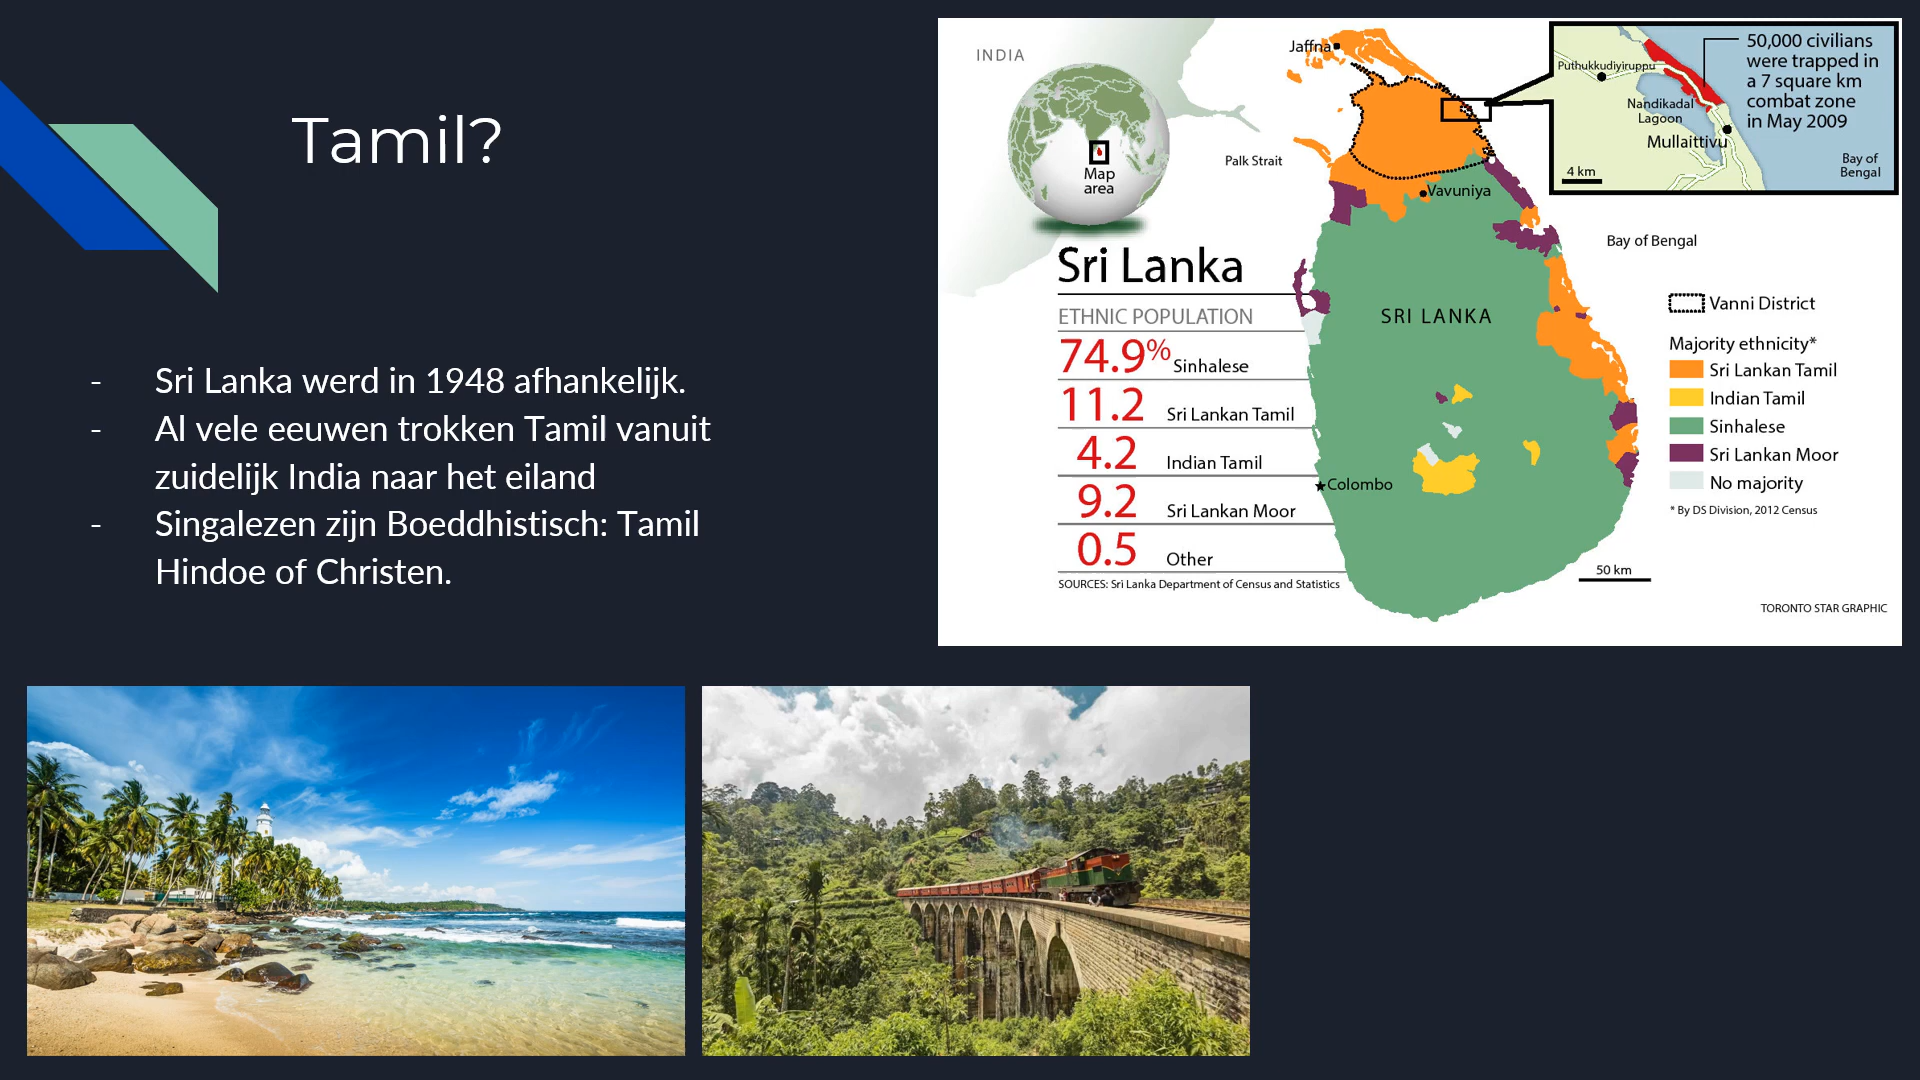 Tamil?
- Sri Lanka werd in 1948 afhankelijk.
- Al vele eeuwen trokken Tamil vanuit
zuidelijk India naar het eiland
- Singalezen zijn Boeddhistisch: Tamil
Hindoe of Christen.
INDIA
Map
area
Jaffna
Palk Strait
Vavuniya
Puthukkudiyiruppu
Nandikadal
Lagoon
Mullaittivu
4 km
50,000 civilians
were trapped in
a 7 square km
combat zone
in May 2009
Bay of
Bengal
Bay of Bengal
Sri Lanka
ETHNIC POPULATION
74.9% Sinhalese
11.2 Sri Lankan Tamil
4.2 Indian Tamil
9.2 Sri Lankan Moor
0.5 Other
SOURCES: Sri Lanka Department of Census and Statistics
SRI LANKA
Colombo
Vanni District
Majority ethnicity*
Sri Lankan Tamil
Indian Tamil
Sinhalese
Sri Lankan Moor
No majority
* By DS Division, 2012 Census
50 km
TORONTO STAR GRAPHIC